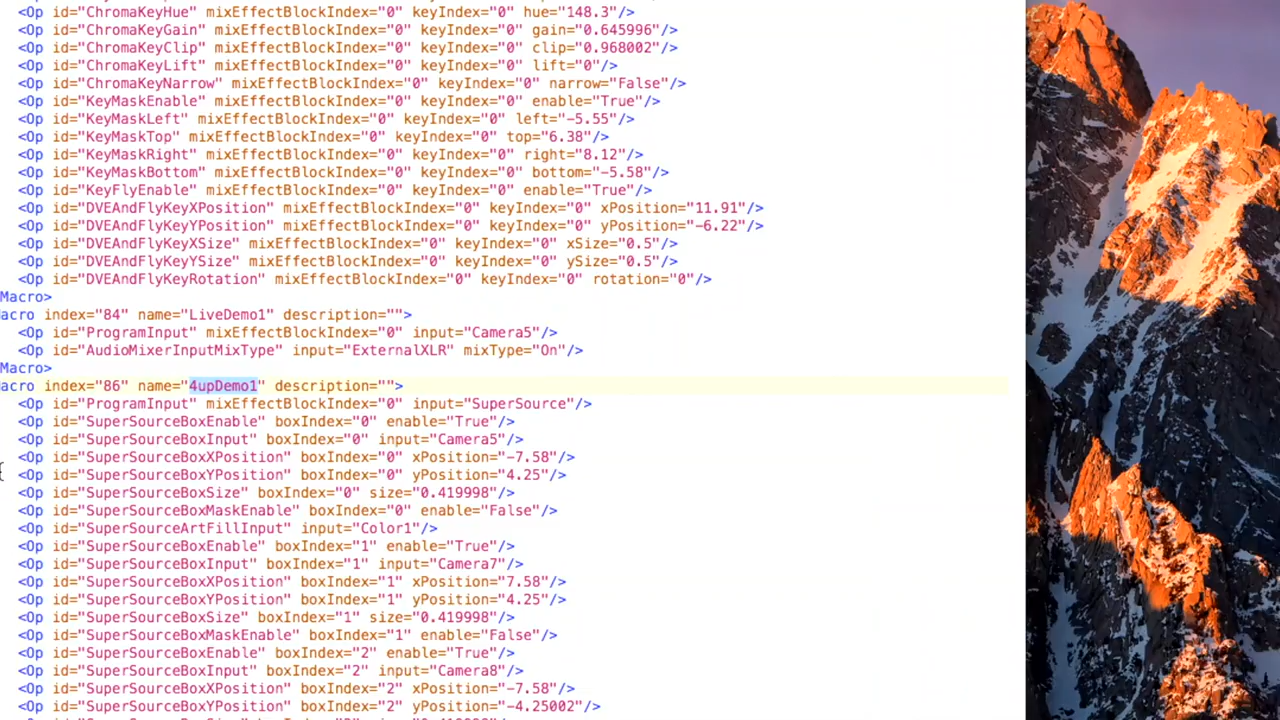 <Op id="ChromaKeyHue" mixEffectBlockIndex="0" keyIndex="0" hue="148.3"/>
<Op id="ChromaKeyGain" mixEffectBlockIndex="0" keyIndex="0" gain="0.645996"/>
<Op id="ChromaKeyClip" mixEffectBlockIndex="0" keyIndex="0" clip="0.968002"/>
<Op id="ChromaKeyLift" mixEffectBlockIndex="0" keyIndex="0" lift="0"/>
<Op id="ChromaKeyNarrow" mixEffectBlockIndex="0" keyIndex="0" narrow="False"/>
<Op id="KeyMaskEnable" mixEffectBlockIndex="0" keyIndex="0" enable="True"/>
<Op id="KeyMaskLeft" mixEffectBlockIndex="0" keyIndex="0" left="-5.55"/>
<Op id="KeyMaskTop" mixEffectBlockIndex="0" keyIndex="0" top="6.38"/>
<Op id="KeyMaskRight" mixEffectBlockIndex="0" keyIndex="0" right="8.12"/>
<Op id="KeyMaskBottom" mixEffectBlockIndex="0" keyIndex="0" bottom="-5.58"/>
<Op id="KeyFlyEnable" mixEffectBlockIndex="0" keyIndex="0" enable="True"/>
<Op id="DVEAndFlyKeyXPosition" mixEffectBlockIndex="0" keyIndex="0" xPosition="11.91"/>
<Op id="DVEAndFlyKeyYPosition" mixEffectBlockIndex="0" keyIndex="0" yPosition="-6.22"/>
<Op id="DVEAndFlyKeyXSize" mixEffectBlockIndex="0" keyIndex="0" xSize="0.5"/>
<Op id="DVEAndFlyKeyYSize" mixEffectBlockIndex="0" keyIndex="0" ySize="0.5"/>
<Op id="DVEAndFlyKeyRotation" mixEffectBlockIndex="0" keyIndex="0" rotation="0"/>
Macro>
acro index="84" name="LiveDemo1" description="">
<Op id="ProgramInput" mixEffectBlockIndex="0" input="Camera5"/>
<Op id="AudioMixerInputMixType" input="ExternalXLR" mixType="On"/>
Macro>
acro index="86" name="4upDemo1" description="">
<Op id="ProgramInput" mixEffectBlockIndex="0" input="SuperSource"/>
<Op id="SuperSourceBoxEnable" boxIndex="0" enable="True"/>
<Op id="SuperSourceBoxInput" boxIndex="0" input="Camera5"/>
<Op id="SuperSourceBoxXPosition" boxIndex="0" xPosition="-7.58"/>
<Op id="SuperSourceBoxYPosition" boxIndex="0" yPosition="4.25"/>
<Op id="SuperSourceBoxSize" boxIndex="0" size="0.419998"/>
<Op id="SuperSourceBoxMaskEnable" boxIndex="0" enable="False"/>
<Op id="SuperSourceArtFillInput" input="Color1"/>
<Op id="SuperSourceBoxEnable" boxIndex="1" enable="True"/>
<Op id="SuperSourceBoxInput" boxIndex="1" input="Camera7"/>
<Op id="SuperSourceBoxXPosition" boxIndex="1" xPosition="7.58"/>
<Op id="SuperSourceBoxYPosition" boxIndex="1" yPosition="4.25"/>
<Op id="SuperSourceBoxSize" boxIndex="1" size="0.419998"/>
<Op id="SuperSourceBoxMaskEnable" boxIndex="1" enable="False"/>
<Op id="SuperSourceBoxEnable" boxIndex="2" enable="True"/>
<Op id="SuperSourceBoxInput" boxIndex="2" input="Camera8"/>
<Op id="SuperSourceBoxXPosition" boxIndex="2" xPosition="-7.58"/>
<Op id="SuperSourceBoxYPosition" boxIndex="2" yPosition="-4.25002"/>